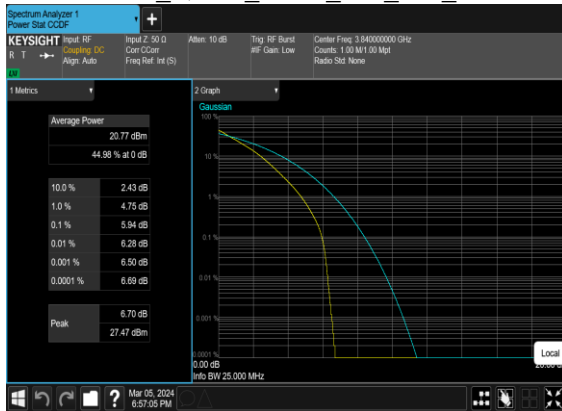 Spectrum Analyzer 1
Power Stat CCDF
+
KEYSIGHT
R T
LXI
Input: RF
Coupling: DC
Align: Auto
Input Z: 50 Ω
Corr CCorr
Freq Ref: Int (S)
Atten: 10 dB
Trig: RF Burst
#IF Gain: Low
Center Freq: 3.840000000 GHz
Counts: 1.00 M/1.00 Mpt
Radio Std: None
1 Metrics
Average Power
20.77 dBm
44.98 % at 0 dB
10.0 % 2.43 dB
1.0 % 4.75 dB
0.1 % 5.94 dB
0.01 % 6.28 dB
0.001 % 6.50 dB
0.0001 % 6.69 dB
Peak
6.70 dB
27.47 dBm
2 Graph
Gaussian
100 %
10 %
1 %
0.1 %
0.01 %
0.001 %
0.0001 %
0.00 dB
Info BW 25.000 MHz
Local
?
Mar 05, 2024
6:57:05 PM